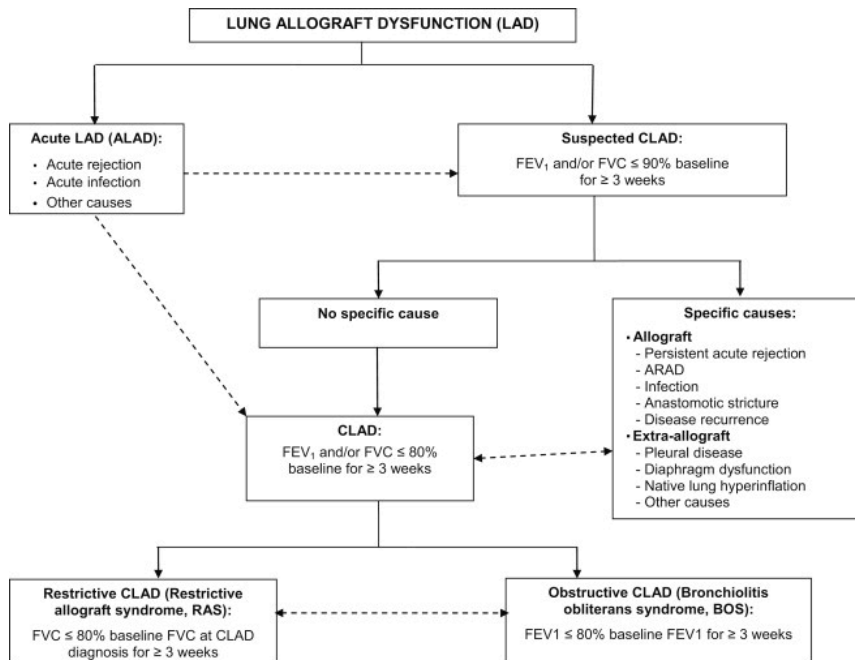 LUNG ALLOGRAFT DYSFUNCTION (LAD)
Acute LAD (ALAD):
• Acute rejection
• Acute infection
• Other causes
Suspected CLAD:
FEV₁ and/or FVC ≤ 90% baseline
for ≥ 3 weeks
No specific cause
Specific causes:
• Allograft
- Persistent acute rejection
- ARAD
- Infection
- Anastomotic stricture
- Disease recurrence
• Extra-allograft
- Pleural disease
- Diaphragm dysfunction
- Native lung hyperinflation
- Other causes
CLAD:
FEV₁ and/or FVC ≤ 80%
baseline for ≥ 3 weeks
Restrictive CLAD (Restrictive
allograft syndrome, RAS):
FVC ≤ 80% baseline FVC at CLAD
diagnosis for ≥ 3 weeks
Obstructive CLAD (Bronchiolitis
obliterans syndrome, BOS):
FEV1 ≤ 80% baseline FEV1 for ≥ 3 weeks